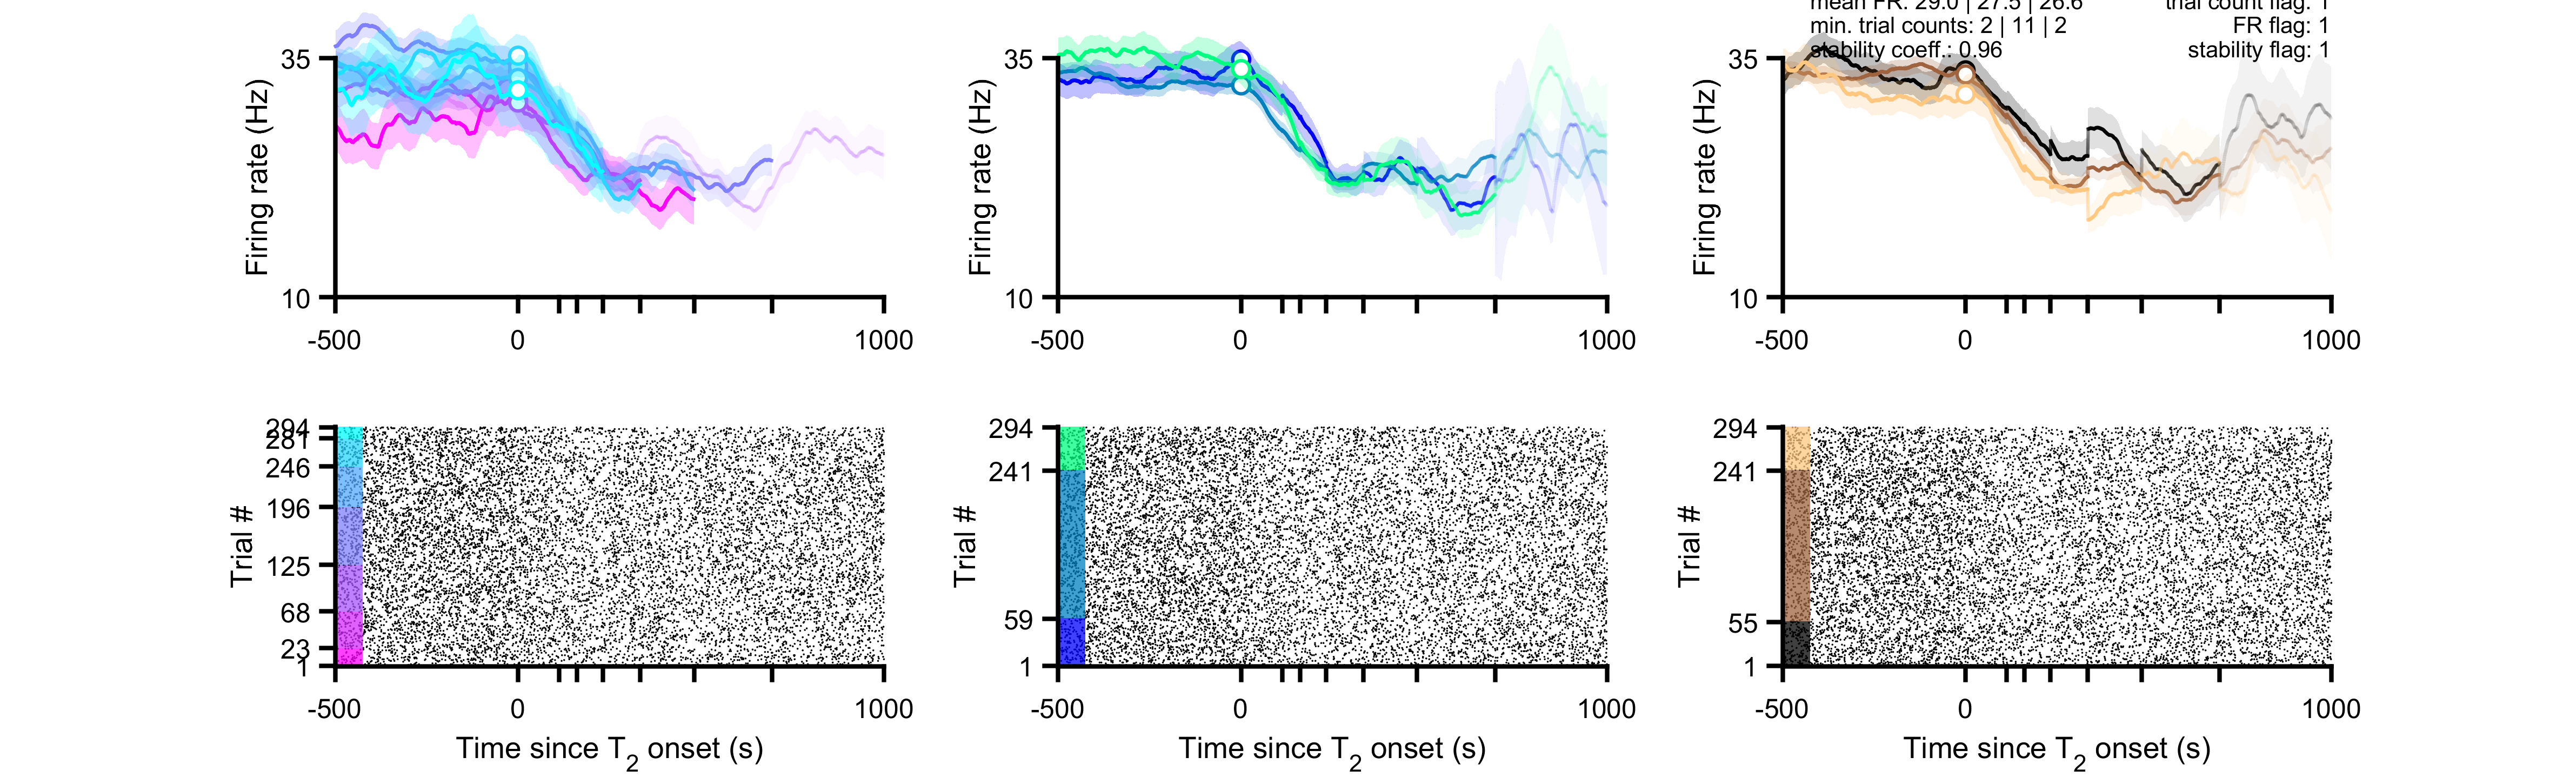 mean FR: 29.0 | 27.5 | 26.6
trial count flag: 1
min. trial counts: 2 | 11 | 2
FR flag: 1
stability coeff.: 0.96
stability flag: 1
35
10
Firing rate (Hz)
-500
0
1000
35
10
Firing rate (Hz)
-500
0
1000
35
10
Firing rate (Hz)
-500
0
1000
294
281
246
196
125
68
23
1
Trial #
-500
0
1000
Time since T2 onset (s)
294
241
59
1
Trial #
-500
0
1000
Time since T2 onset (s)
294
241
55
1
Trial #
-500
0
1000
Time since T2 onset (s)